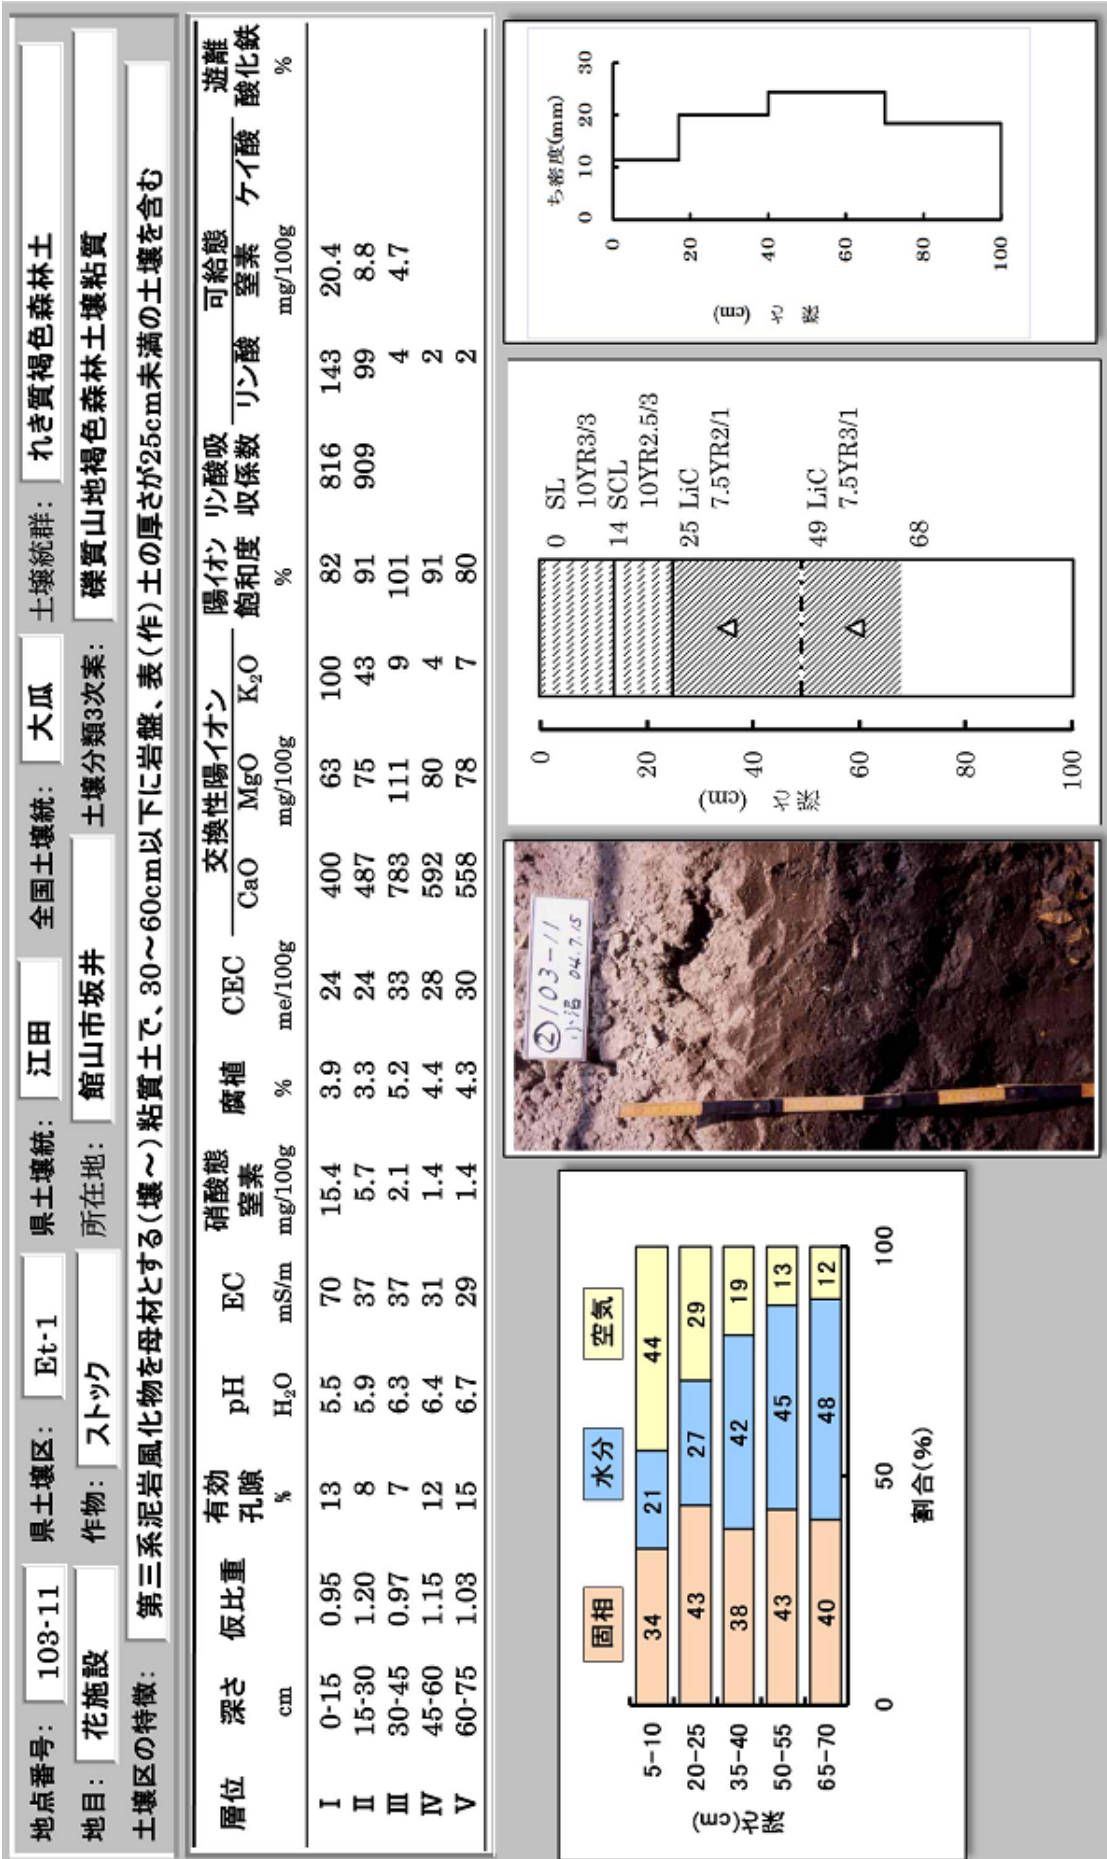 地点番号： 103-11 県土壌区： Et-1 県土壌統： 江田 全国土壌統： 大瓜 土壌統群： れき質褐色森林土
地目： 花施設 作物： ストック 所在地： 館山市坂井 土壌分類3次案： 礫質山地褐色森林土壌粘質
土壌区の特徴： 第三系泥岩風化物を母材とする（壌～）粘質土で、30～60cm以下に岩盤、表（作）土の厚さが25cm未満の土壌を含む
層位 深さ 仮比重 有効孔隙 pH EC 硝酸態窒素 腐植 CEC 交換性陽イオン 陽イオン飽和度 リン酸吸収係数 可給態 遊離酸化鉄
CaO MgO K₂O リン酸 窒素 ケイ酸
cm % H₂O mS/m mg/100g % me/100g mg/100g % mg/100g %
I 0-15 0.95 13 5.5 70 15.4 3.9 24 400 63 100 82 816 143 20.4
II 15-30 1.20 8 5.9 37 5.7 3.3 24 487 75 43 91 909 99 8.8
III 30-45 0.97 7 6.3 37 2.1 5.2 33 783 111 9 101 4 4.7
IV 45-60 1.15 12 6.4 31 1.4 4.4 28 592 80 4 91 2
V 60-75 1.03 15 6.7 29 1.4 4.3 30 558 78 7 80 2
固相 水分 空気
5-10 34 21 44
20-25 43 27 29
35-40 38 42 19
50-55 43 45 13
65-70 40 48 12
深さ(cm)
0 50 100
割合(%)
②103-11
小沼 04.7.15
0
20
40
60
80
100
深さ (cm)
0 SL
10YR3/3
14 SCL
10YR2.5/3
25 LiC
7.5YR2/1
49 LiC
7.5YR3/1
68
ち密度(mm)
0 10 20 30
0
20
40
60
80
100
深さ (cm)